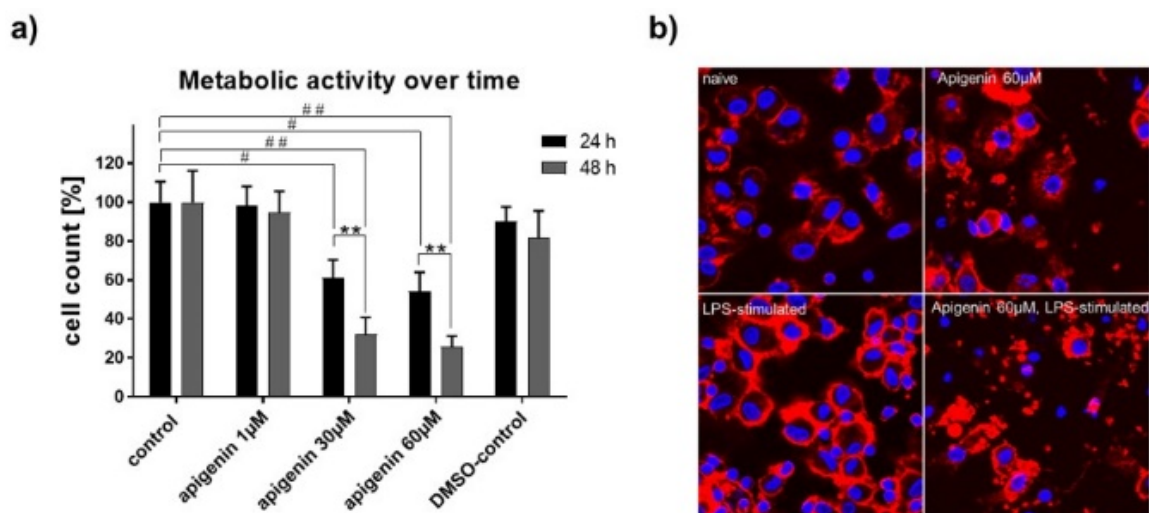 a)
Metabolic activity over time
# #
#
# #
#
24 h
48 h
**
**
cell count [%]
120
100
80
60
40
20
0
control
apigenin 1µM
apigenin 30µM
apigenin 60µM
DMSO-control
b)
naive
Apigenin 60µM
LPS-stimulated
Apigenin 60µM, LPS-stimulated